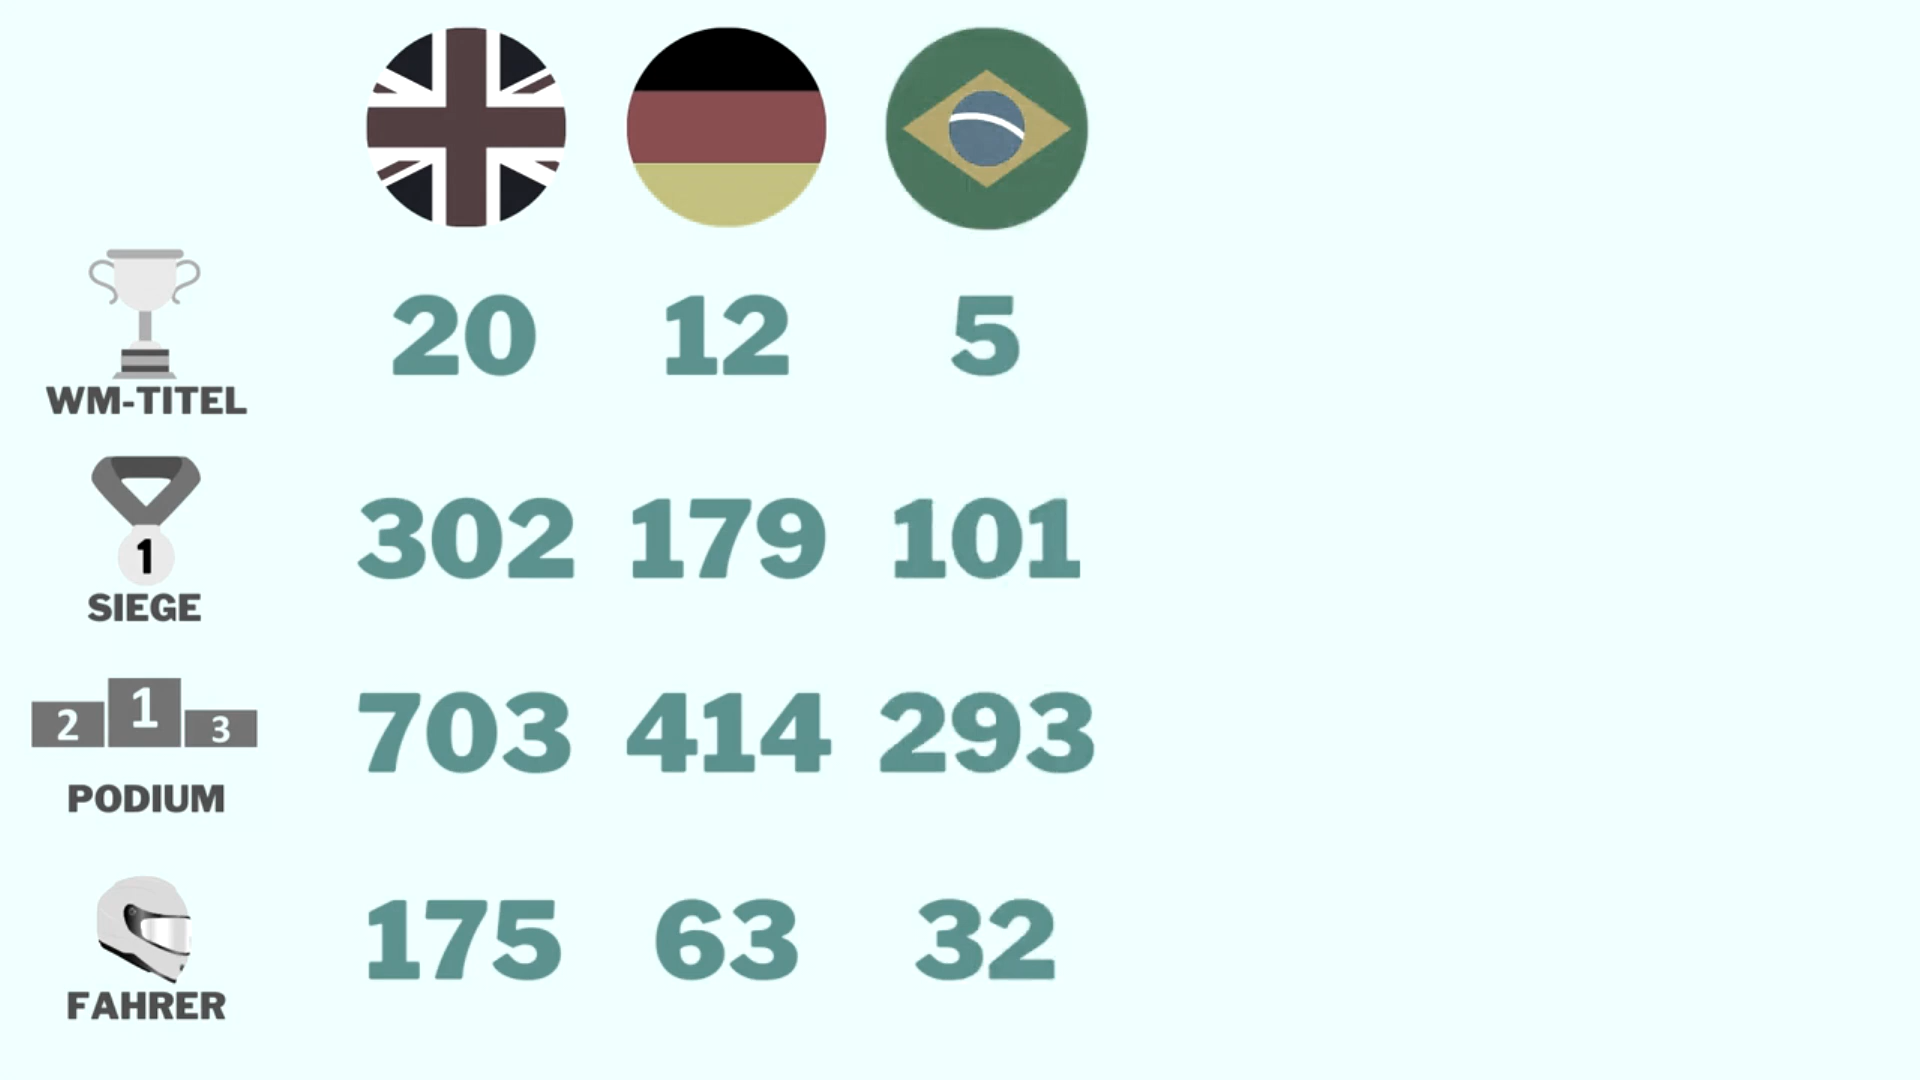 20 12 5
WM-TITEL
1
302 179 101
SIEGE
2 1 3
703 414 293
PODIUM
175 63 32
FAHRER